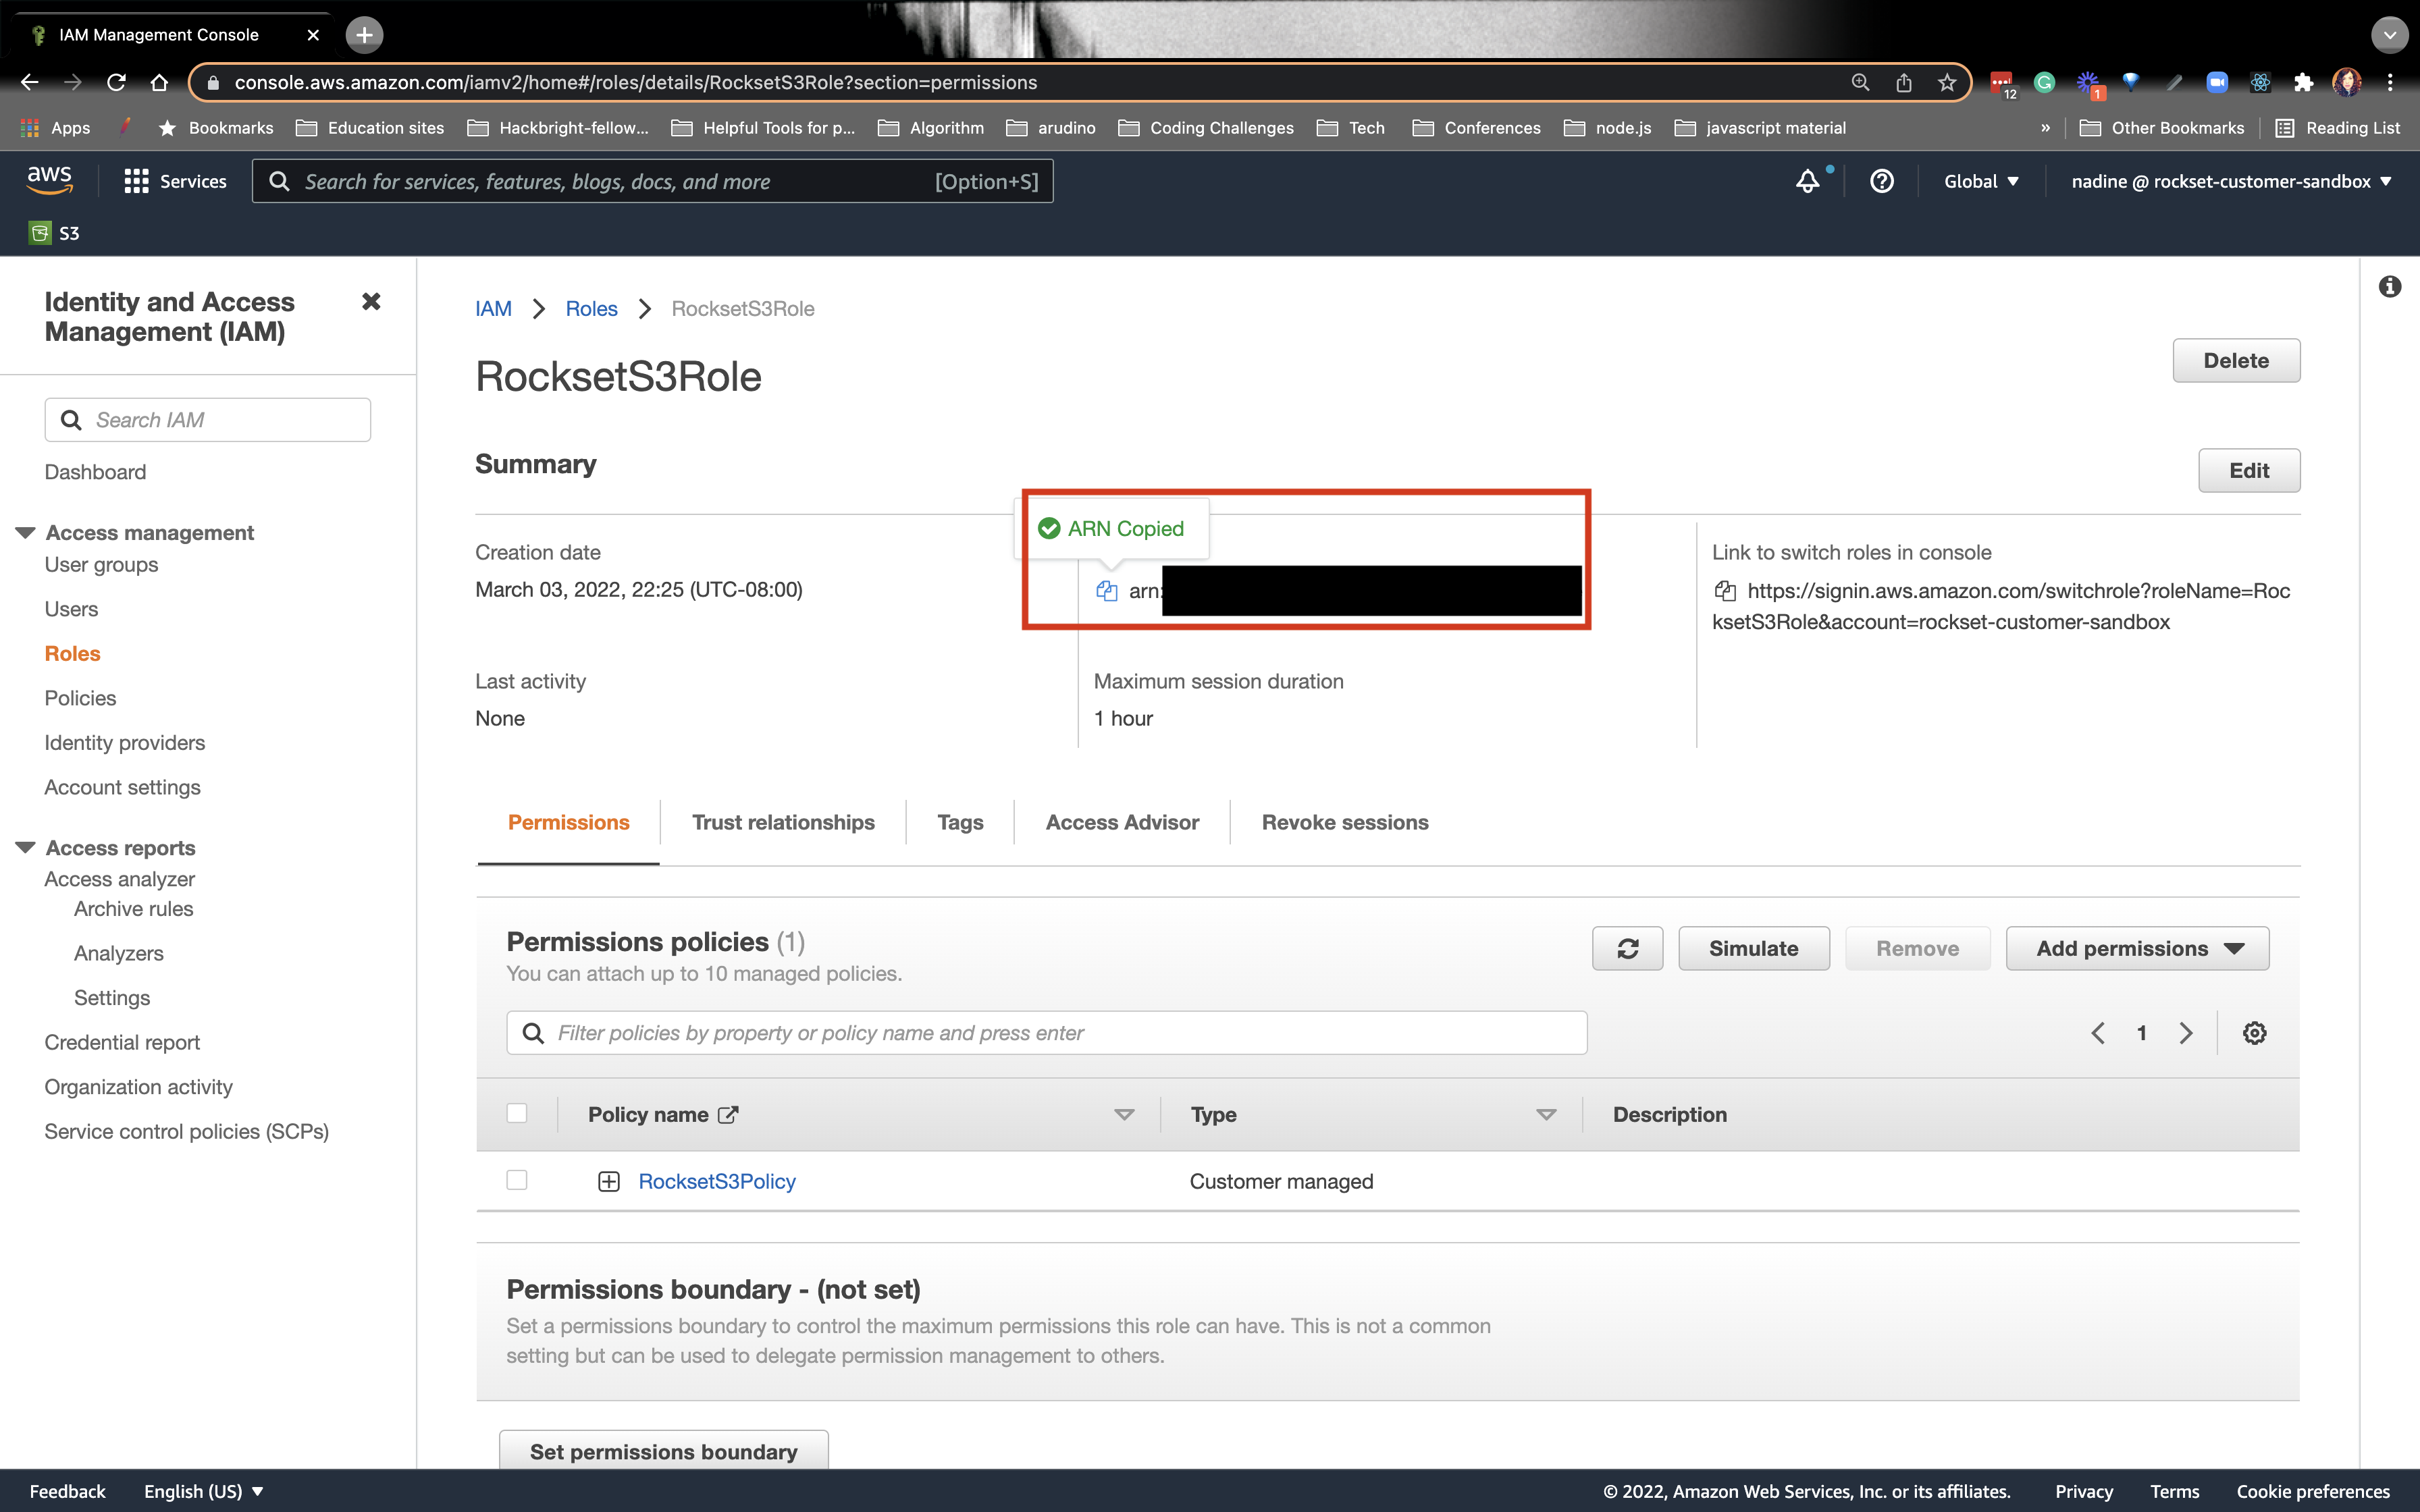 IAM Management Console
console.aws.amazon.com/iamv2/home#/roles/details/RocksetS3Role?section=permissions
12
1
Apps
Bookmarks
Education sites
Hackbright-fellow...
Helpful Tools for p...
Algorithm
arudino
Coding Challenges
Tech
Conferences
node.js
javascript material
»
Other Bookmarks
Reading List
aws
Services
Search for services, features, blogs, docs, and more
[Option+S]
Global
nadine @ rockset-customer-sandbox
S3
Identity and Access
Management (IAM)
Search IAM
Dashboard
Access management
User groups
Users
Roles
Policies
Identity providers
Account settings
Access reports
Access analyzer
Archive rules
Analyzers
Settings
Credential report
Organization activity
Service control policies (SCPs)
IAM > Roles > RocksetS3Role
RocksetS3Role
Delete
Summary
Edit
Creation date
March 03, 2022, 22:25 (UTC-08:00)
ARN Copied
arn:
Link to switch roles in console
https://signin.aws.amazon.com/switchrole?roleName=Roc
ksetS3Role&account=rockset-customer-sandbox
Last activity
None
Maximum session duration
1 hour
Permissions
Trust relationships
Tags
Access Advisor
Revoke sessions
Permissions policies (1)
You can attach up to 10 managed policies.
Simulate
Remove
Add permissions
Filter policies by property or policy name and press enter
1
Policy name
Type
Description
RocksetS3Policy
Customer managed
Permissions boundary - (not set)
Set a permissions boundary to control the maximum permissions this role can have. This is not a common
setting but can be used to delegate permission management to others.
Set permissions boundary
Feedback
English (US)
© 2022, Amazon Web Services, Inc. or its affiliates.
Privacy
Terms
Cookie preferences